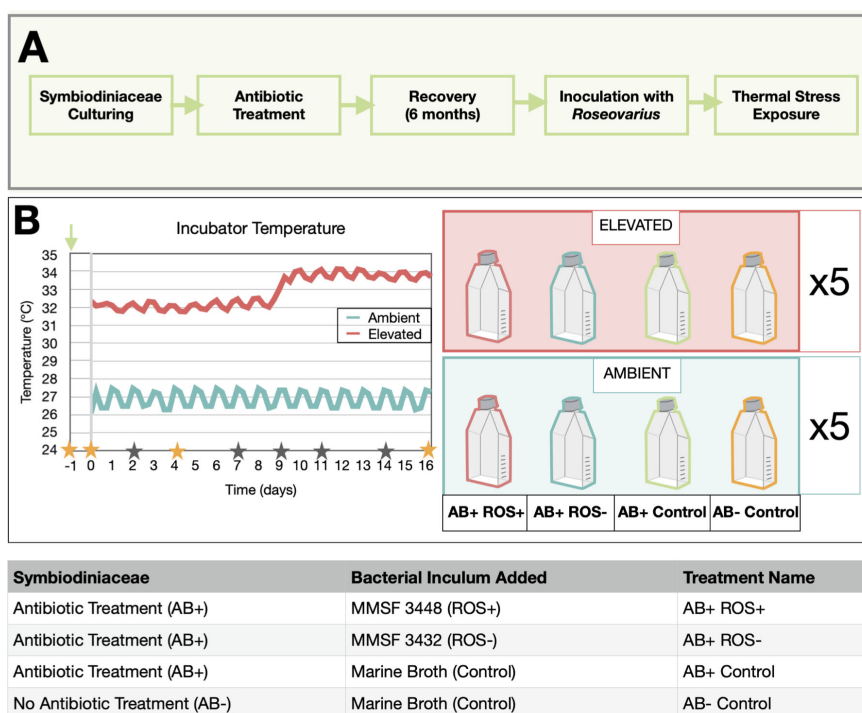 A
Symbiodiniaceae
Culturing
Antibiotic
Treatment
Recovery
(6 months)
Inoculation with
Roseovarius
Thermal Stress
Exposure
B
Incubator Temperature
35
34
33
32
31
30
29
28
27
26
25
24
Temperature (°C)
Ambient
Elevated
-1 0 1 2 3 4 5 6 7 8 9 10 11 12 13 14 15 16
Time (days)
ELEVATED
x5
AMBIENT
x5
AB+ ROS+ AB+ ROS- AB+ Control AB- Control
Symbiodiniaceae Bacterial Inculum Added Treatment Name
Antibiotic Treatment (AB+) MMSF 3448 (ROS+) AB+ ROS+
Antibiotic Treatment (AB+) MMSF 3432 (ROS-) AB+ ROS-
Antibiotic Treatment (AB+) Marine Broth (Control) AB+ Control
No Antibiotic Treatment (AB-) Marine Broth (Control) AB- Control